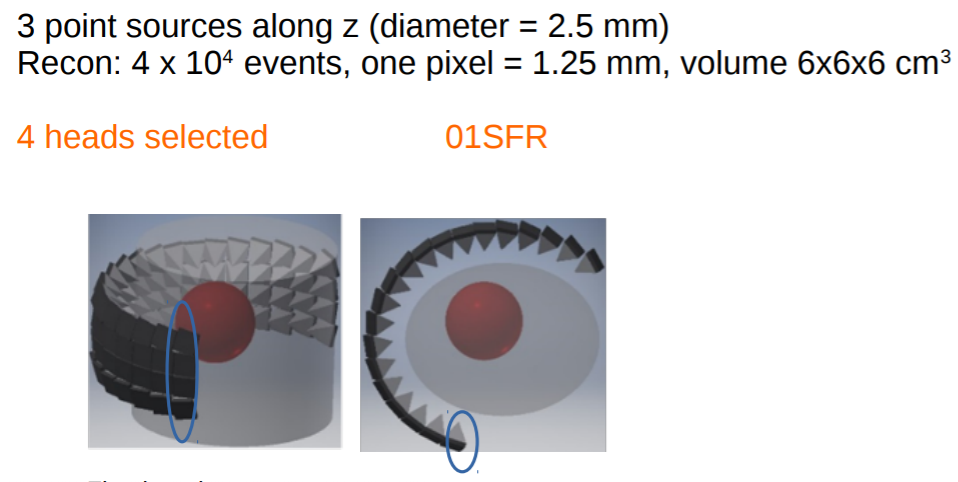 3 point sources along z (diameter = 2.5 mm)
Recon: 4 x 10⁴ events, one pixel = 1.25 mm, volume 6x6x6 cm³
4 heads selected
01SFR